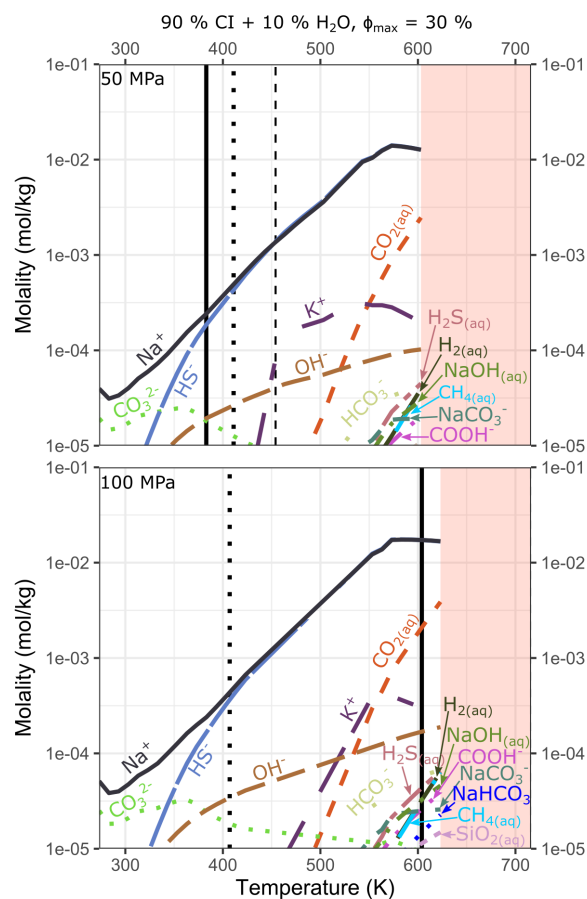 90 % CI + 10 % H₂O, ϕmax = 30 %
300 400 500 600 700
50 MPa
1e-01 1e-01
1e-02 1e-02
1e-03 1e-03
1e-04 1e-04
1e-05 1e-05
Molality (mol/kg)
Na⁺
CO₃²⁻
HS⁻
OH⁻
K⁺
CO₂(aq)
HCO₃⁻
H₂S(aq)
H₂(aq)
NaOH(aq)
CH₄(aq)
NaCO₃⁻
COOH⁻
100 MPa
1e-01 1e-01
1e-02 1e-02
1e-03 1e-03
1e-04 1e-04
1e-05 1e-05
Molality (mol/kg)
Na⁺
CO₃²⁻
HS⁻
OH⁻
K⁺
CO₂(aq)
H₂S(aq)
HCO₃⁻
H₂(aq)
NaOH(aq)
COOH⁻
NaCO₃⁻
NaHCO₃
CH₄(aq)
SiO₂(aq)
300 400 500 600 700
Temperature (K)